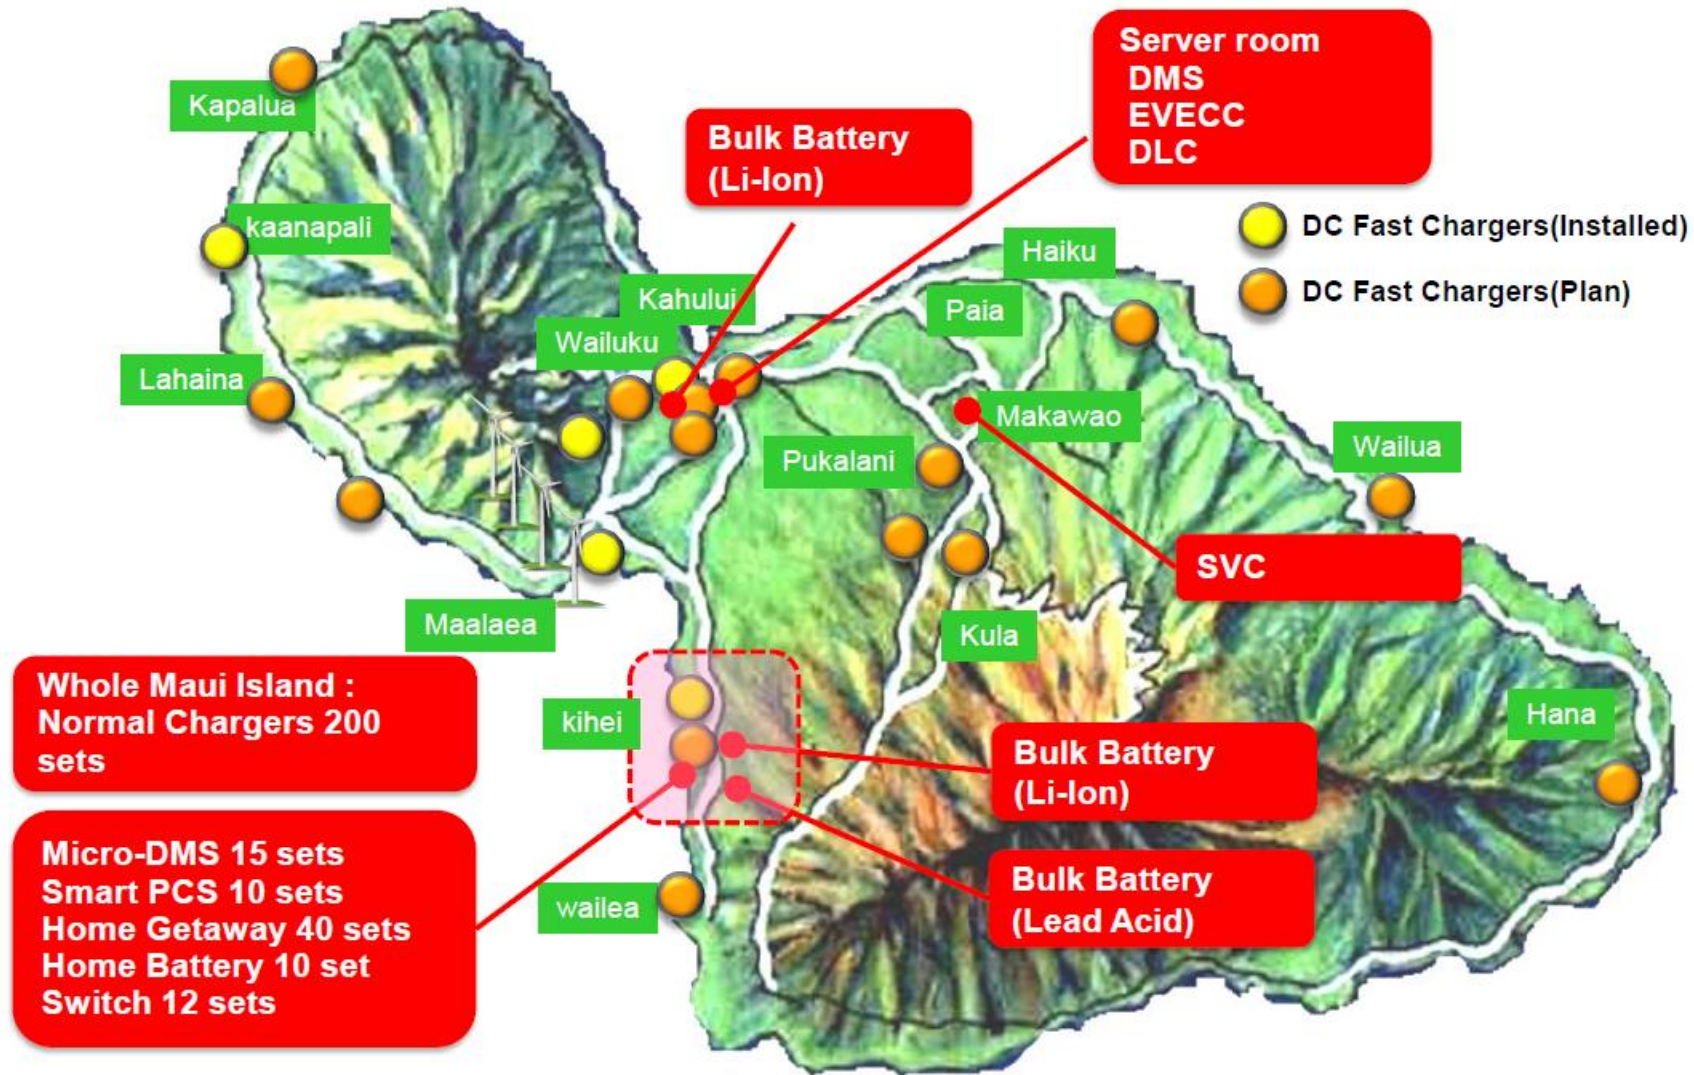 Server room
DMS
EVECC
DLC
Kapalua
Bulk Battery
(Li-Ion)
kaanapali
DC Fast Chargers(Installed)
Haiku
DC Fast Chargers(Plan)
Kahului
Paia
Wailuku
Lahaina
Makawao
Wailua
Pukalani
SVC
Maalaea
Kula
Whole Maui Island :
Normal Chargers 200
sets
kihei
Hana
Bulk Battery
(Li-Ion)
Micro-DMS 15 sets
Smart PCS 10 sets
Home Getaway 40 sets
Home Battery 10 set
Switch 12 sets
Bulk Battery
(Lead Acid)
wailea